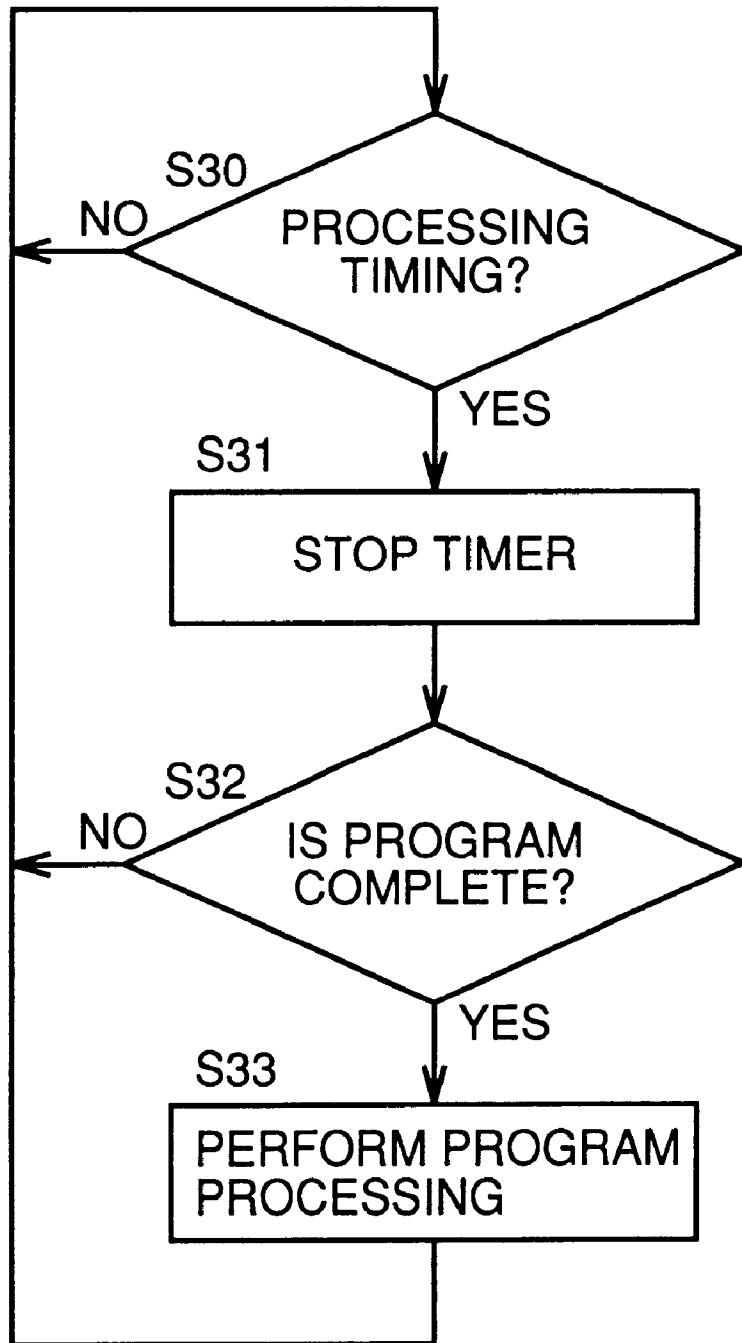 S30
NO
PROCESSING
TIMING?
YES
S31
STOP TIMER
S32
NO
IS PROGRAM
COMPLETE?
YES
S33
PERFORM PROGRAM
PROCESSING